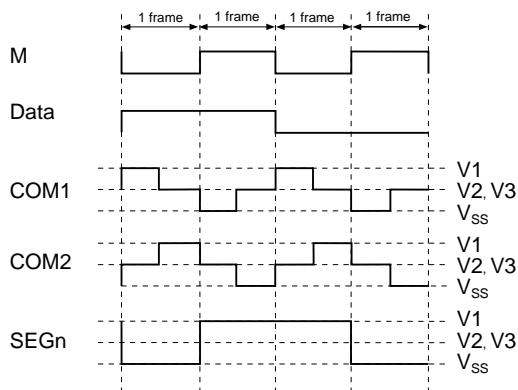 1 frame 1 frame 1 frame 1 frame
M
Data
V1
COM1 V2, V3
VSS
V1
COM2 V2, V3
VSS
V1
SEGn V2, V3
VSS